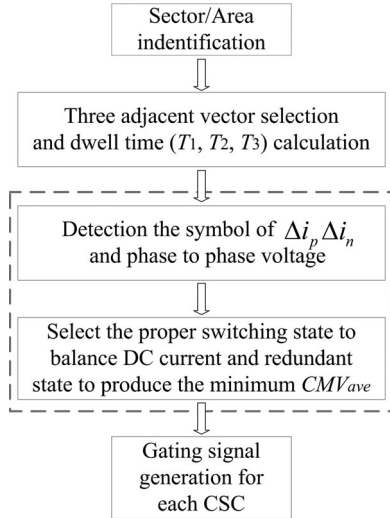 Sector/Area
indentification
Three adjacent vector selection
and dwell time (T1, T2, T3) calculation
Detection the symbol of Δip Δin
and phase to phase voltage
Select the proper switching state to
balance DC current and redundant
state to produce the minimum CMVave
Gating signal
generation for
each CSC